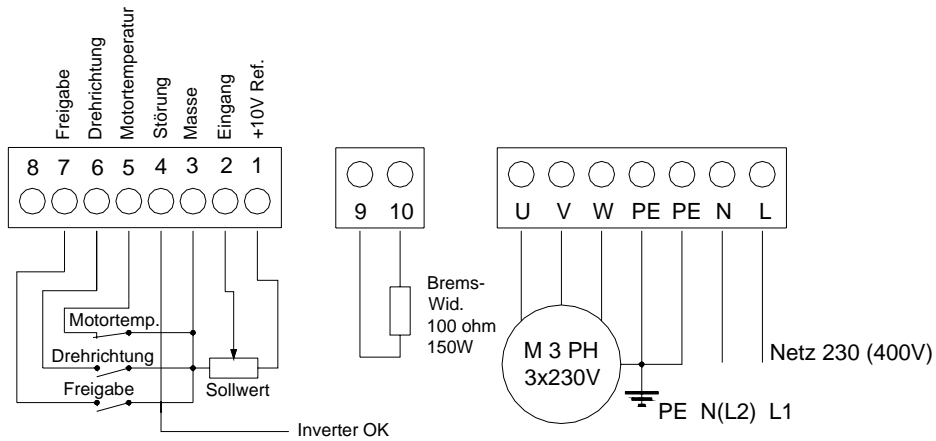 Freigabe
Drehrichtung
Motortemperatur
Störung
Masse
Eingang
+10V Ref.
8 7 6 5 4 3 2 1
9 10
U V W PE PE N L
Motortemp.
Drehrichtung
Freigabe
Sollwert
Inverter OK
Brems-
Wid.
100 ohm
150W
M 3 PH
3x230V
Netz 230 (400V)
PE N(L2) L1